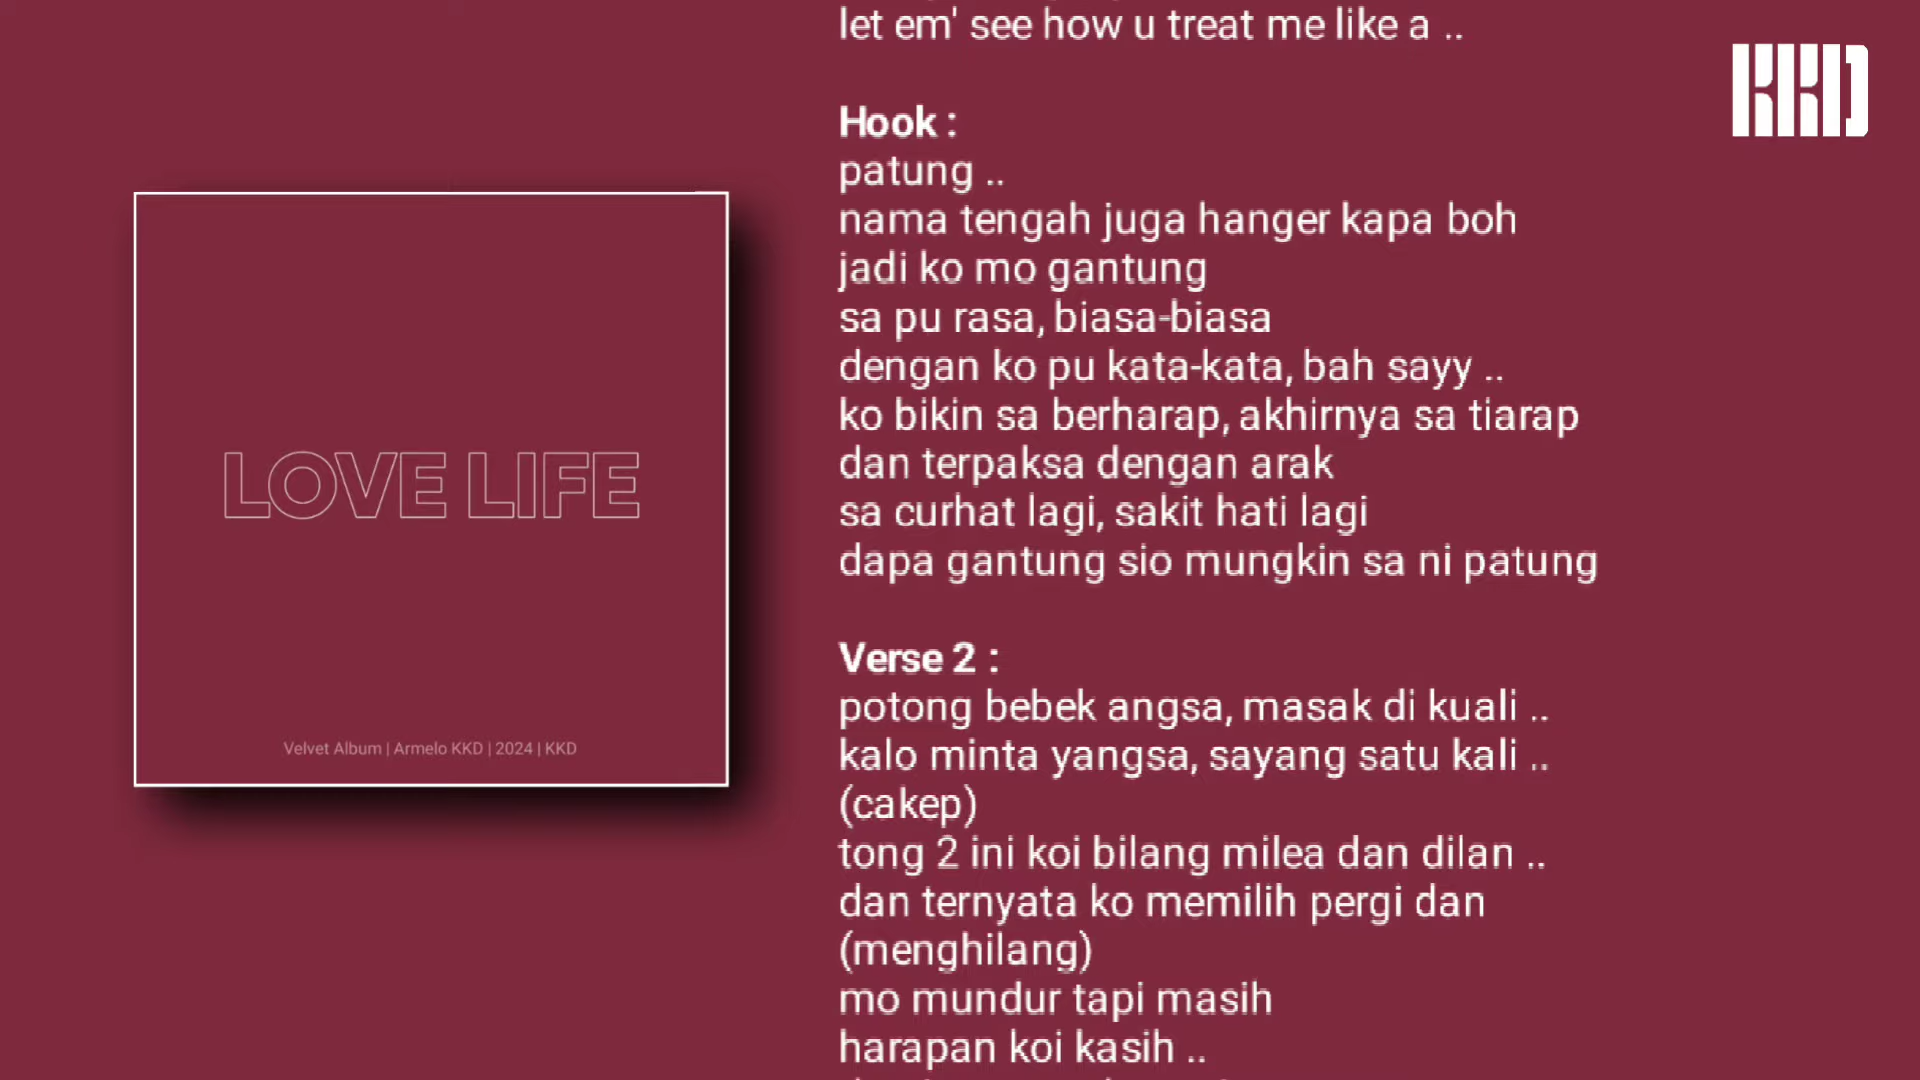 let em' see how u treat me like a ..
KKD
Hook :
patung ..
nama tengah juga hanger kapa boh
jadi ko mo gantung
sa pu rasa, biasa-biasa
dengan ko pu kata-kata, bah sayy ..
ko bikin sa berharap, akhirnya sa tiarap
dan terpaksa dengan arak
sa curhat lagi, sakit hati lagi
dapa gantung sio mungkin sa ni patung
LOVE LIFE
Velvet Album | Armelo KKD | 2024 | KKD
Verse 2 :
potong bebek angsa, masak di kuali ..
kalo minta yangsa, sayang satu kali ..
(cakep)
tong 2 ini koi bilang milea dan dilan ..
dan ternyata ko memilih pergi dan
(menghilang)
mo mundur tapi masih
harapan koi kasih ..